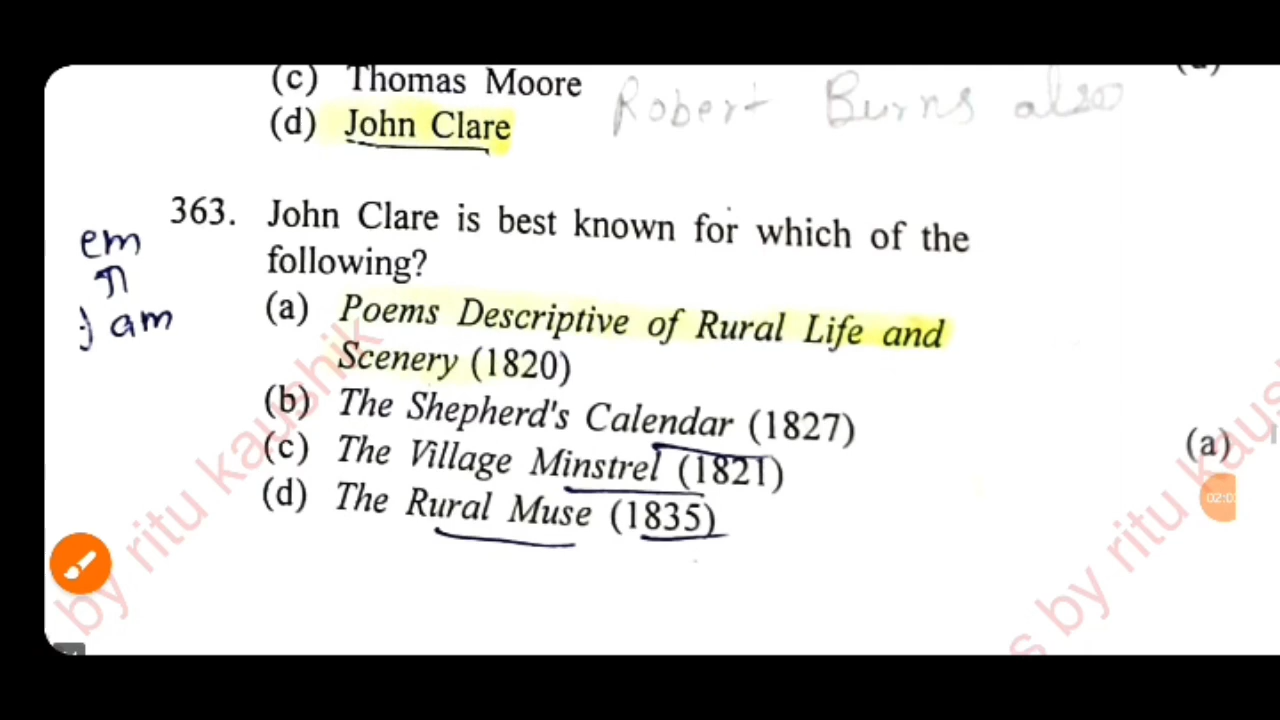 (c) Thomas Moore
Robert Burns also
(d) John Clare
363. John Clare is best known for which of the
following?
(a) Poems Descriptive of Rural Life and
Scenery (1820)
(b) The Shepherd's Calendar (1827)
(c) The Village Minstrel (1821)
(a)
(d) The Rural Muse (1835)
em
am
by ritu kaushik
s by ritu kaus